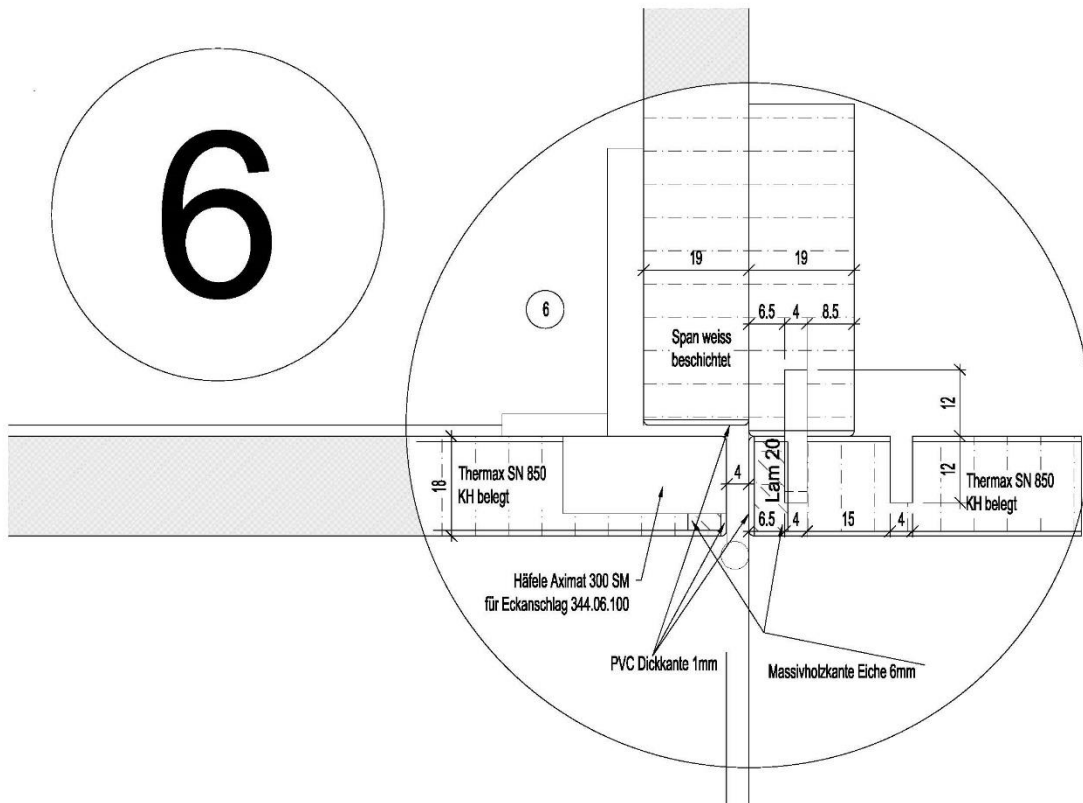 6
19
19
6.5
4
8.5
6
Span weiss
beschichtet
12
Lam 20
12
Thermax SN 850
KH belegt
18
4
Thermax SN 850
KH belegt
6.5
4
15
4
Häfele Aximat 300 SM
für Eckanschlag 344.06.100
PVC Dickkante 1mm
Massivholzkante Eiche 6mm